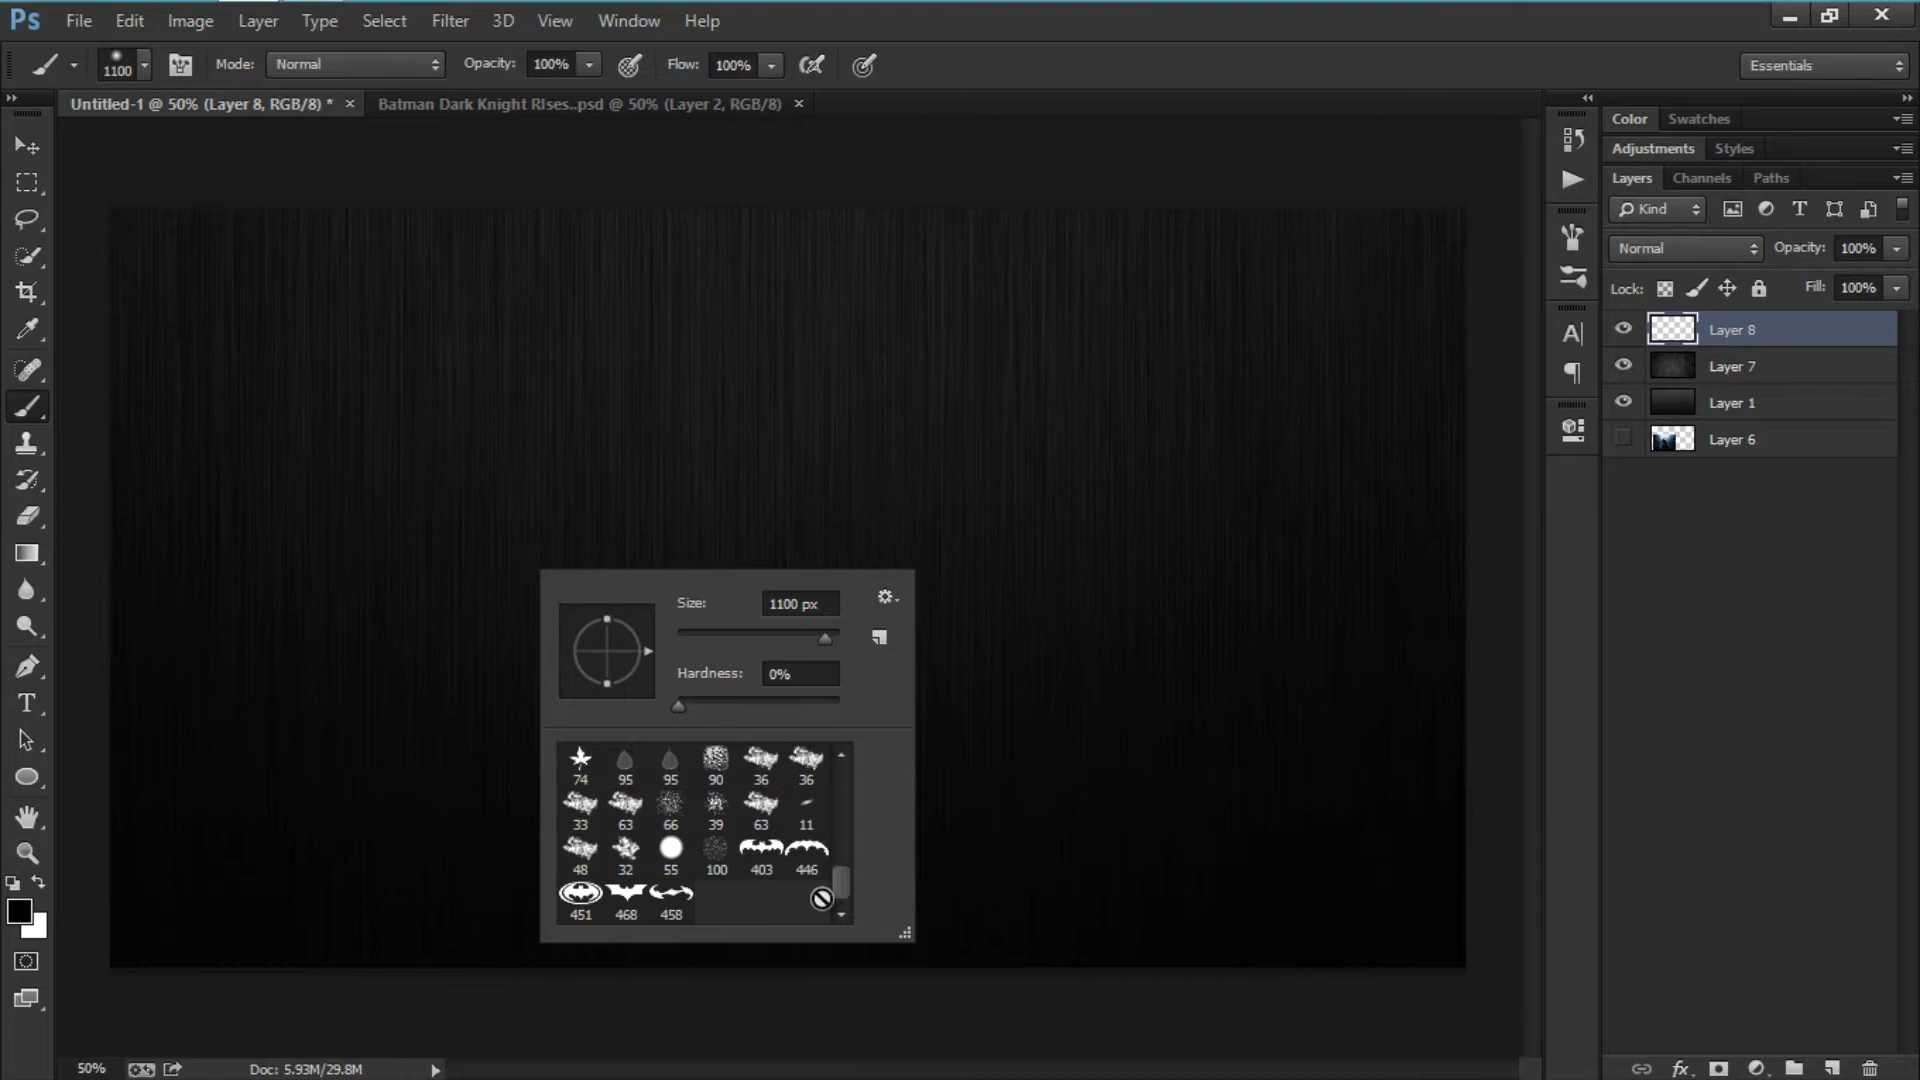 Ps File Edit Image Layer Type Select Filter 3D View Window Help
1100 Mode: Normal Opacity: 100% Flow: 100% Essentials
Untitled-1 @ 50% (Layer 8, RGB/8) * × Batman Dark Knight RIses..psd @ 50% (Layer 2, RGB/8) ×
Color Swatches
Adjustments Styles
Layers Channels Paths
Kind
Normal Opacity: 100%
Lock: Fill: 100%
Layer 8
Layer 7
Layer 1
Layer 6
Size: 1100 px
Hardness: 0%
74 95 95 90 36 36
33 63 66 39 63 11
48 32 55 100 403 446
451 468 458
50% Doc: 5.93M/29.8M
fx